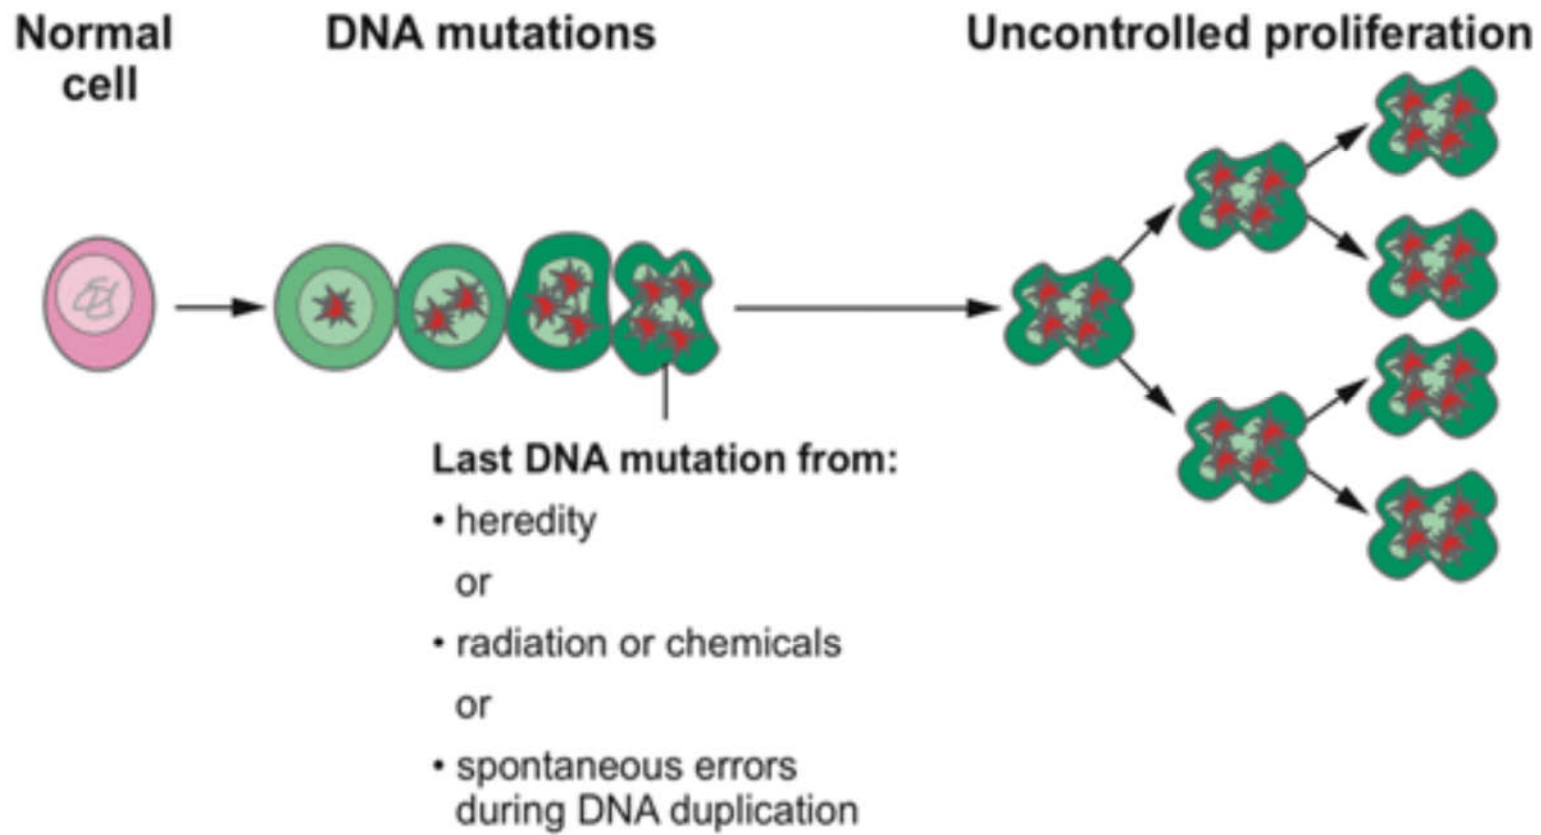 Normal
cell
DNA mutations
Uncontrolled proliferation
Last DNA mutation from:
• heredity
or
• radiation or chemicals
or
• spontaneous errors
during DNA duplication